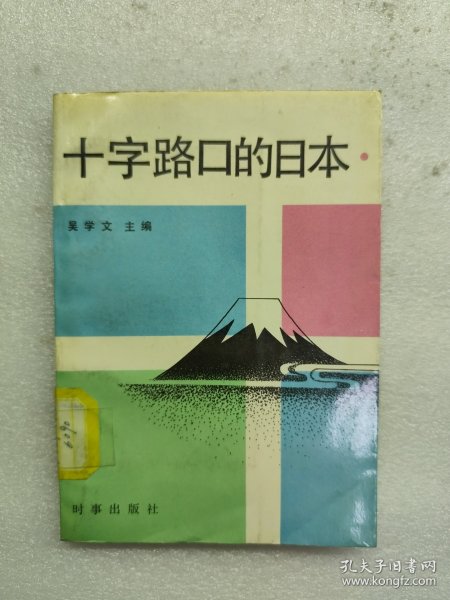 十字路口的日本
吴学文 主编
6090
时事出版社
孔夫子旧书网
www.kongfz.com